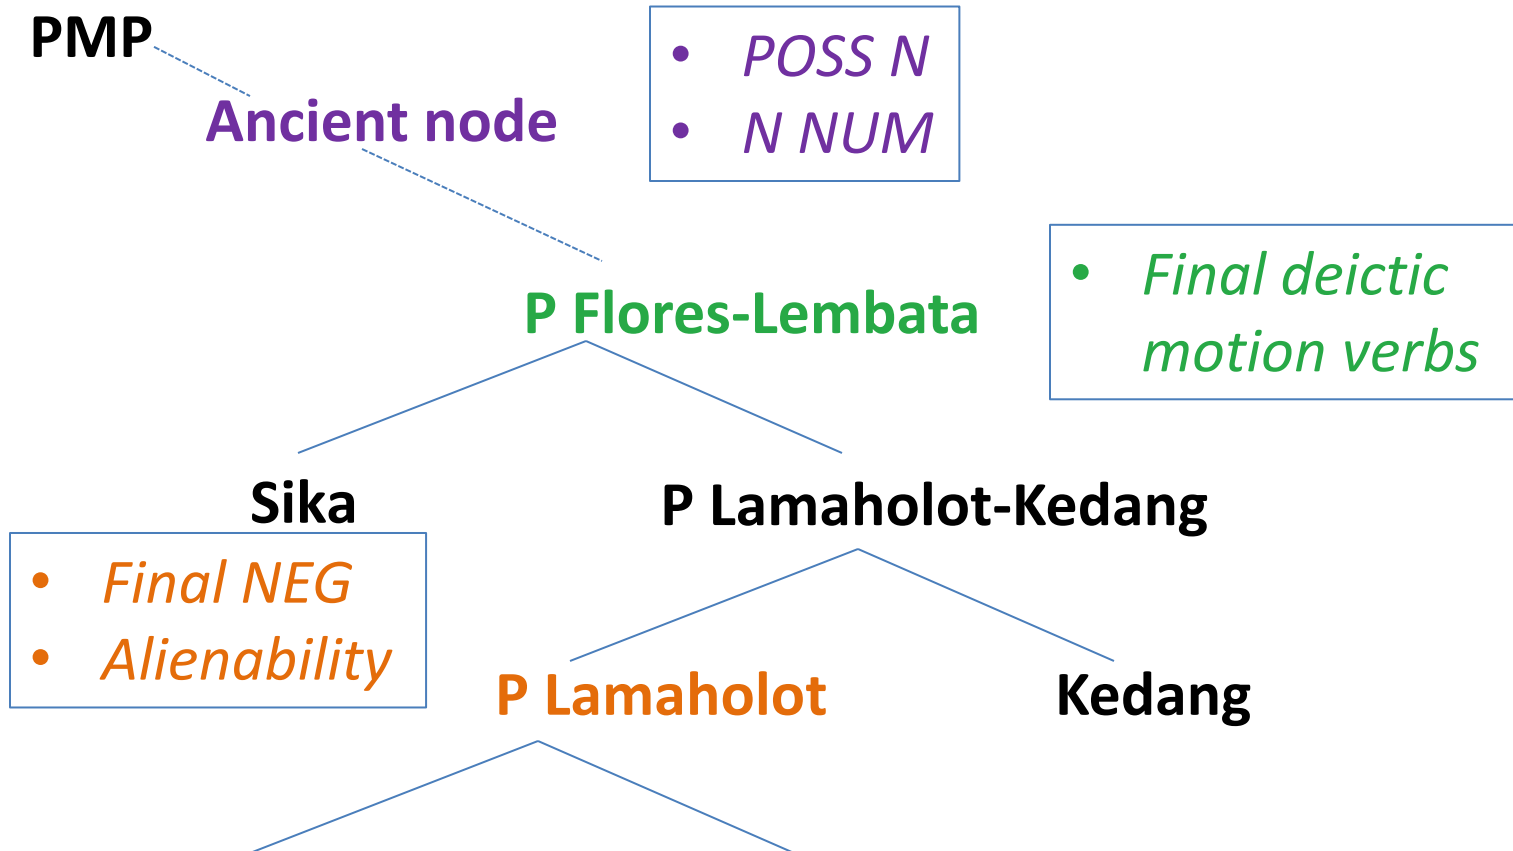 PMP
• POSS N
• N NUM
Ancient node
• Final deictic
motion verbs
P Flores-Lembata
Sika
P Lamaholot-Kedang
• Final NEG
• Alienability
P Lamaholot
Kedang